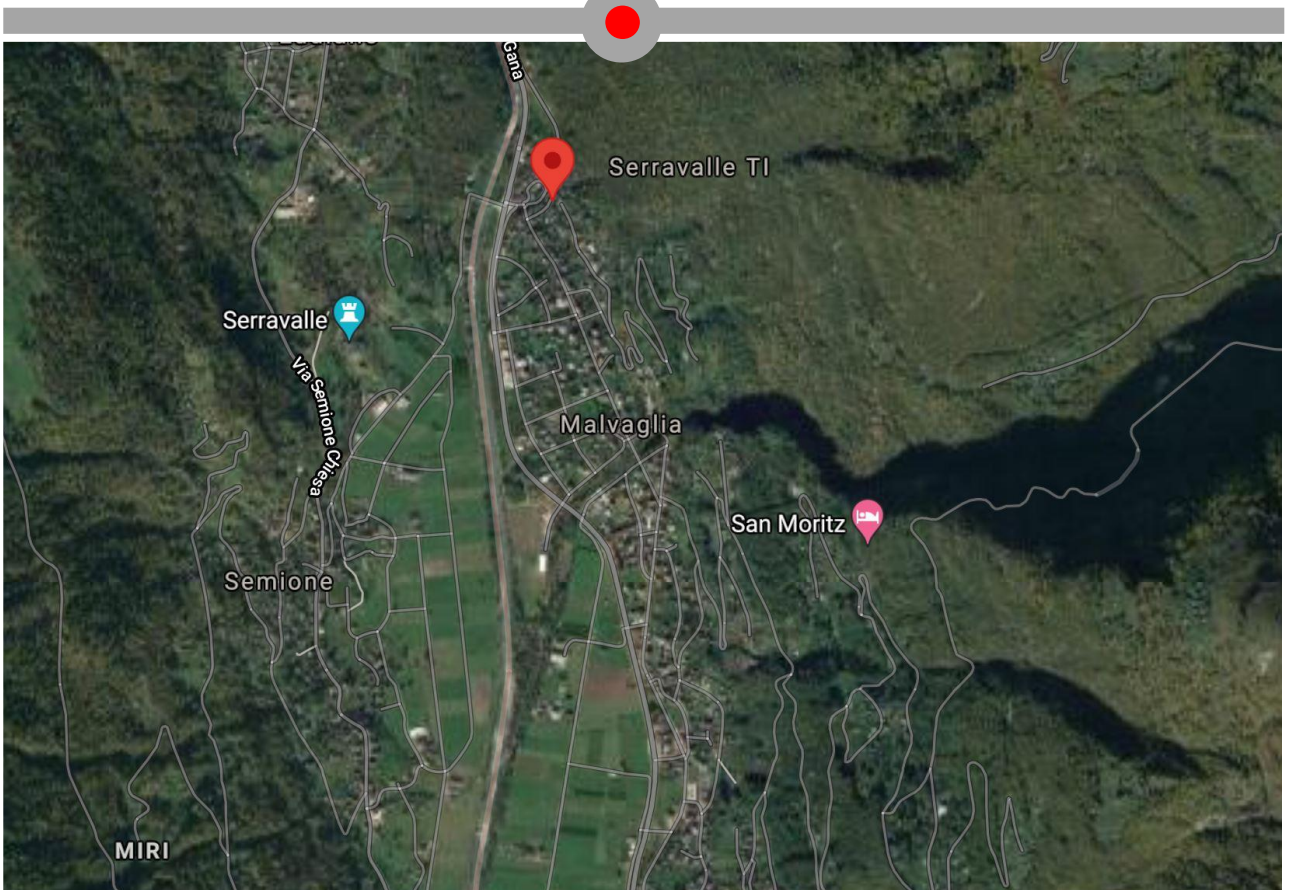 Gana
Serravalle TI
Serravalle
Via Semione Chiesa
Malvaglia
San Moritz
Semione
MIRI